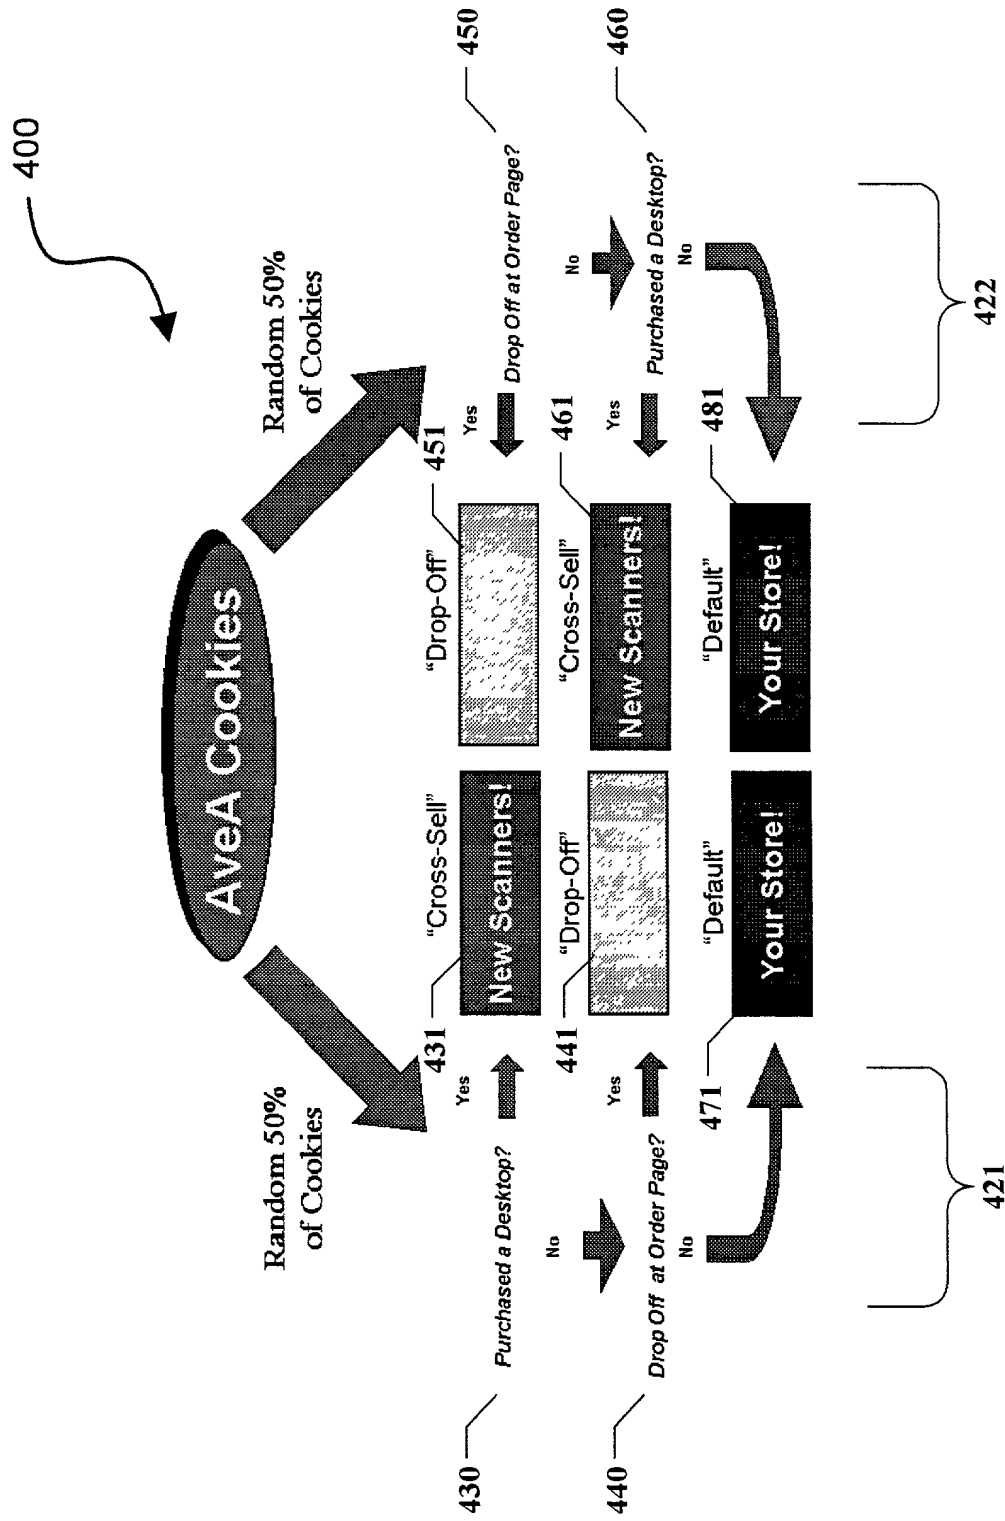 400
AveA Cookies
Random 50%
of Cookies
Random 50%
of Cookies
430
Purchased a Desktop?
Yes
431
"Cross-Sell"
New Scanners!
"Drop-Off"
451
Yes
Drop Off at Order Page?
450
No
No
440
Drop Off at Order Page?
Yes
441
"Drop-Off"
"Cross-Sell"
New Scanners!
461
Yes
Purchased a Desktop?
460
No
No
471
"Default"
Your Store!
"Default"
Your Store!
481
421
422